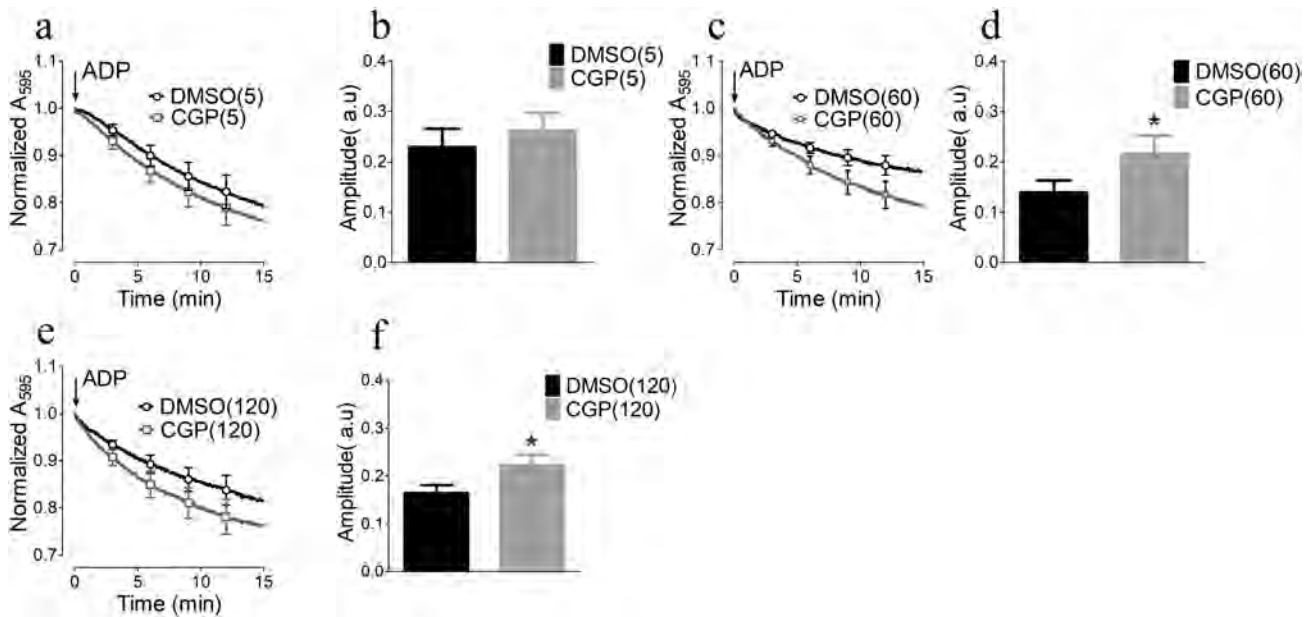 a
1.1
1.0
0.9
0.8
0.7
Normalized A595
ADP
DMSO(5)
CGP(5)
0
5
10
15
Time (min)
b
0.4
0.3
0.2
0.1
0.0
Amplitude( a.u)
DMSO(5)
CGP(5)
c
1.1
1.0
0.9
0.8
0.7
Normalized A595
ADP
DMSO(60)
CGP(60)
0
5
10
15
Time (min)
d
0.4
0.3
0.2
0.1
0.0
Amplitude( a.u)
DMSO(60)
CGP(60)
*
e
1.1
1.0
0.9
0.8
0.7
Normalized A595
ADP
DMSO(120)
CGP(120)
0
5
10
15
Time (min)
f
0.4
0.3
0.2
0.1
0.0
Amplitude( a.u)
DMSO(120)
CGP(120)
*